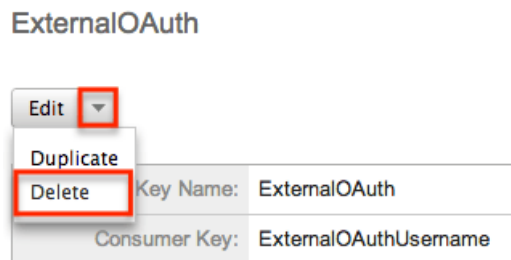 ExternalOAuth
Edit
Duplicate
Delete
Key Name: ExternalOAuth
Consumer Key: ExternalOAuthUsername